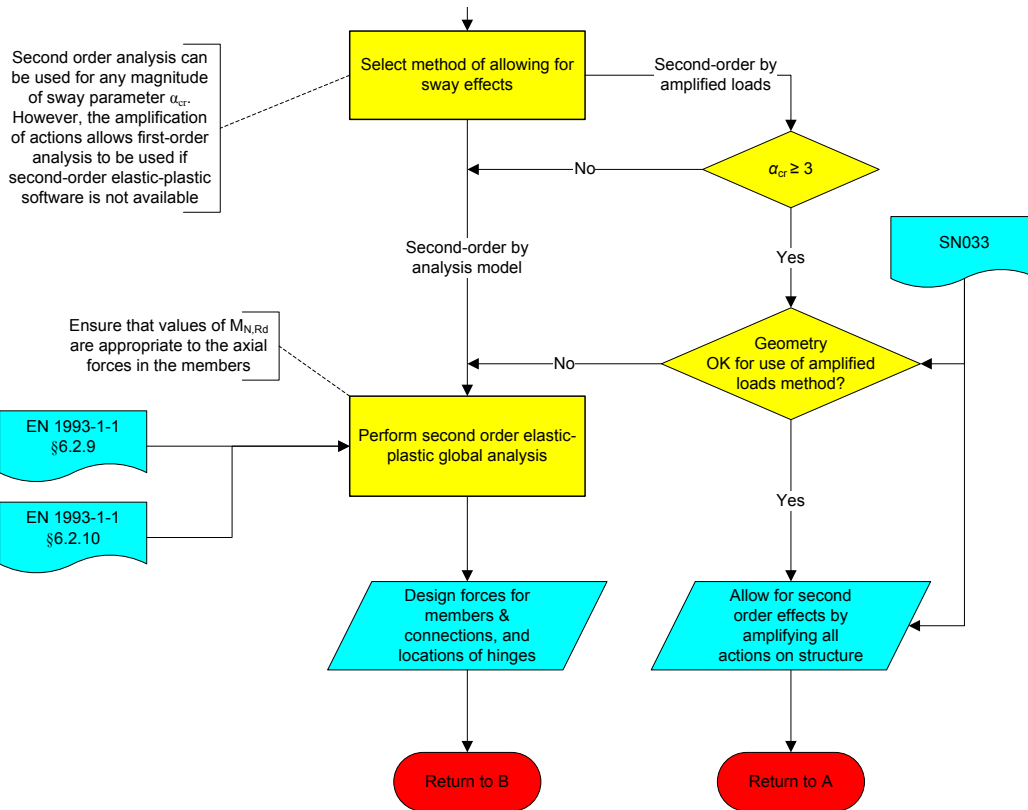 Second order analysis can
be used for any magnitude
of sway parameter αcr.
However, the amplification
of actions allows first-order
analysis to be used if
second-order elastic-plastic
software is not available
Select method of allowing for
sway effects
Second-order by
amplified loads
αcr ≥ 3
No
Yes
Second-order by
analysis model
SN033
Ensure that values of MN,Rd
are appropriate to the axial
forces in the members
Geometry
OK for use of amplified
loads method?
No
Yes
EN 1993-1-1
§6.2.9
EN 1993-1-1
§6.2.10
Perform second order elastic-
plastic global analysis
Design forces for
members &
connections, and
locations of hinges
Allow for second
order effects by
amplifying all
actions on structure
Return to B
Return to A